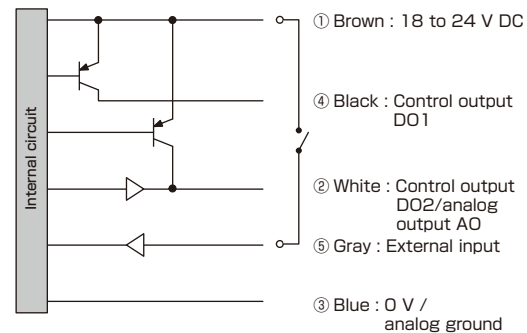 Internal circuit
① Brown : 18 to 24 V DC
④ Black : Control output
DO1
② White : Control output
DO2/analog
output AO
⑤ Gray : External input
③ Blue : 0 V /
analog ground